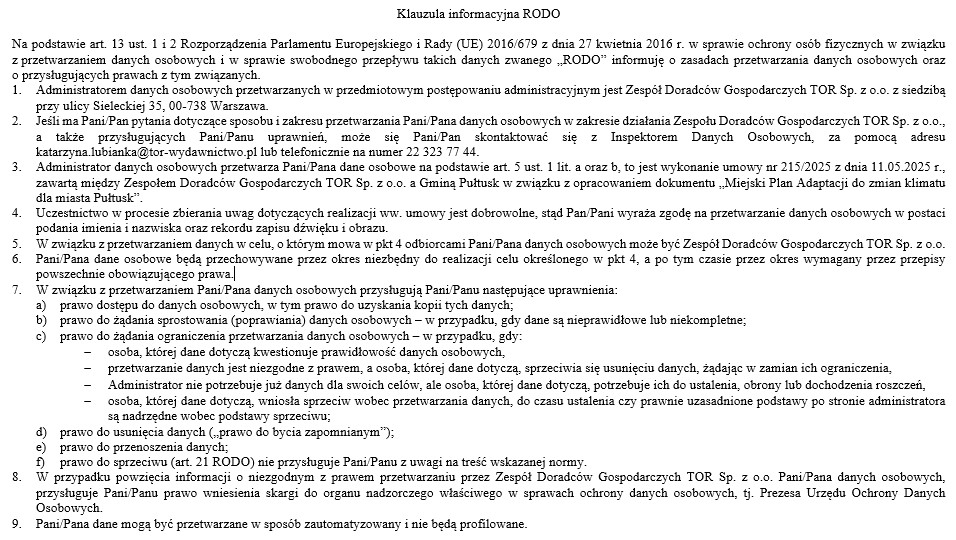 Klauzula informacyjna RODO
Na podstawie art. 13 ust. 1 i 2 Rozporządzenia Parlamentu Europejskiego i Rady (UE) 2016/679 z dnia 27 kwietnia 2016 r. w sprawie ochrony osób fizycznych w związku
z przetwarzaniem danych osobowych i w sprawie swobodnego przepływu takich danych zwanego „RODO” informuję o zasadach przetwarzania danych osobowych oraz
o przysługujących prawach z tym związanych.
1. Administratorem danych osobowych przetwarzanych w przedmiotowym postępowaniu administracyjnym jest Zespół Doradców Gospodarczych TOR Sp. z o.o. z siedzibą
przy ulicy Sieleckiej 35, 00-738 Warszawa.
2. Jeśli ma Pani/Pan pytania dotyczące sposobu i zakresu przetwarzania Pani/Pana danych osobowych w zakresie działania Zespołu Doradców Gospodarczych TOR Sp. z o.o.,
a także przysługujących Pani/Panu uprawnień, może się Pani/Pan skontaktować się z Inspektorem Danych Osobowych, za pomocą adresu
katarzyna.lubianka@tor-wydawnictwo.pl lub telefonicznie na numer 22 323 77 44.
3. Administrator danych osobowych przetwarza Pani/Pana dane osobowe na podstawie art. 5 ust. 1 lit. a oraz b, to jest wykonanie umowy nr 215/2025 z dnia 11.05.2025 r.,
zawartą między Zespołem Doradców Gospodarczych TOR Sp. z o.o. a Gminą Pułtusk w związku z opracowaniem dokumentu „Miejski Plan Adaptacji do zmian klimatu
dla miasta Pułtusk”.
4. Uczestnictwo w procesie zbierania uwag dotyczących realizacji ww. umowy jest dobrowolne, stąd Pan/Pani wyraża zgodę na przetwarzanie danych osobowych w postaci
podania imienia i nazwiska oraz rekordu zapisu dźwięku i obrazu.
5. W związku z przetwarzaniem danych w celu, o którym mowa w pkt 4 odbiorcami Pani/Pana danych osobowych może być Zespół Doradców Gospodarczych TOR Sp. z o.o.
6. Pani/Pana dane osobowe będą przechowywane przez okres niezbędny do realizacji celu określonego w pkt 4, a po tym czasie przez okres wymagany przez przepisy
powszechnie obowiązującego prawa.
7. W związku z przetwarzaniem Pani/Pana danych osobowych przysługują Pani/Panu następujące uprawnienia:
a) prawo dostępu do danych osobowych, w tym prawo do uzyskania kopii tych danych;
b) prawo do żądania sprostowania (poprawiania) danych osobowych – w przypadku, gdy dane są nieprawidłowe lub niekompletne;
c) prawo do żądania ograniczenia przetwarzania danych osobowych – w przypadku, gdy:
– osoba, której dane dotyczą kwestionuje prawidłowość danych osobowych,
– przetwarzanie danych jest niezgodne z prawem, a osoba, której dane dotyczą, sprzeciwia się usunięciu danych, żądając w zamian ich ograniczenia,
– Administrator nie potrzebuje już danych dla swoich celów, ale osoba, której dane dotyczą, potrzebuje ich do ustalenia, obrony lub dochodzenia roszczeń,
– osoba, której dane dotyczą, wniosła sprzeciw wobec przetwarzania danych, do czasu ustalenia czy prawnie uzasadnione podstawy po stronie administratora
są nadrzędne wobec podstawy sprzeciwu;
d) prawo do usunięcia danych („prawo do bycia zapomnianym”);
e) prawo do przenoszenia danych;
f) prawo do sprzeciwu (art. 21 RODO) nie przysługuje Pani/Panu z uwagi na treść wskazanej normy.
8. W przypadku powzięcia informacji o niezgodnym z prawem przetwarzaniu przez Zespół Doradców Gospodarczych TOR Sp. z o.o. Pani/Pana danych osobowych,
przysługuje Pani/Panu prawo wniesienia skargi do organu nadzorczego właściwego w sprawach ochrony danych osobowych, tj. Prezesa Urzędu Ochrony Danych
Osobowych.
9. Pani/Pana dane mogą być przetwarzane w sposób zautomatyzowany i nie będą profilowane.